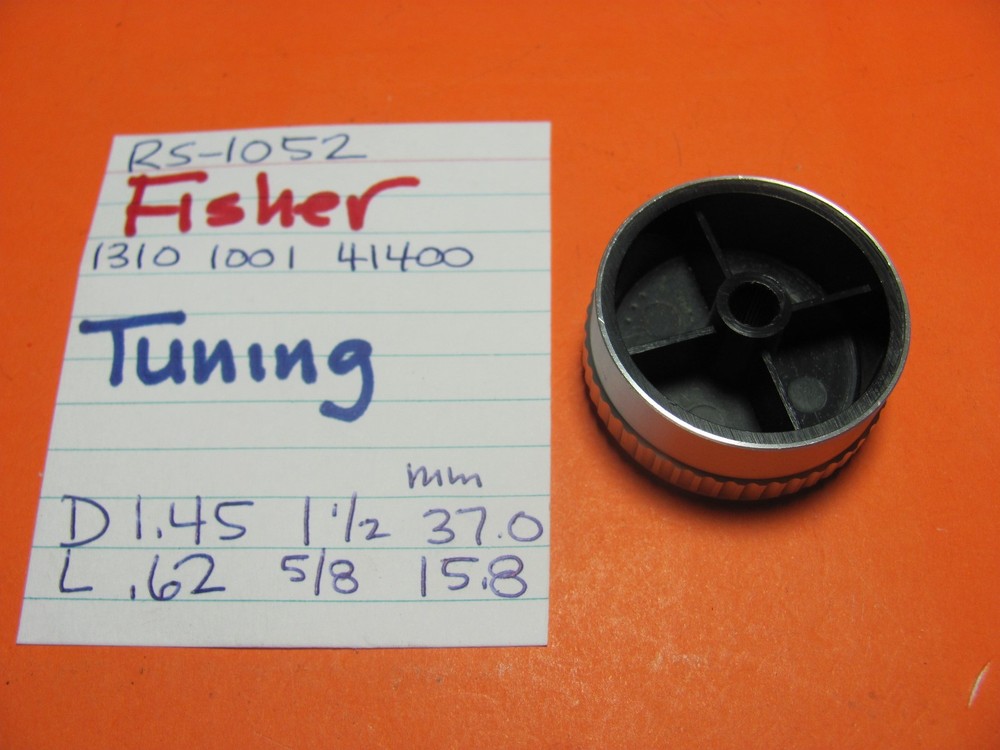 RS-1052
Fisher
1310 1001 41400
Tuning
mm
D 1.45 1 1/2 37.0
L .62 5/8 15.8